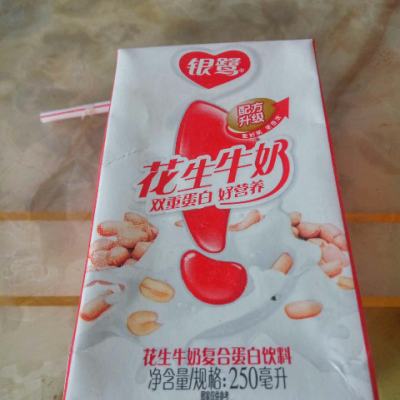 银鹭
配方
升级
花生牛奶
双重蛋白 好营养
花生牛奶复合蛋白饮料
净含量/规格:250毫升